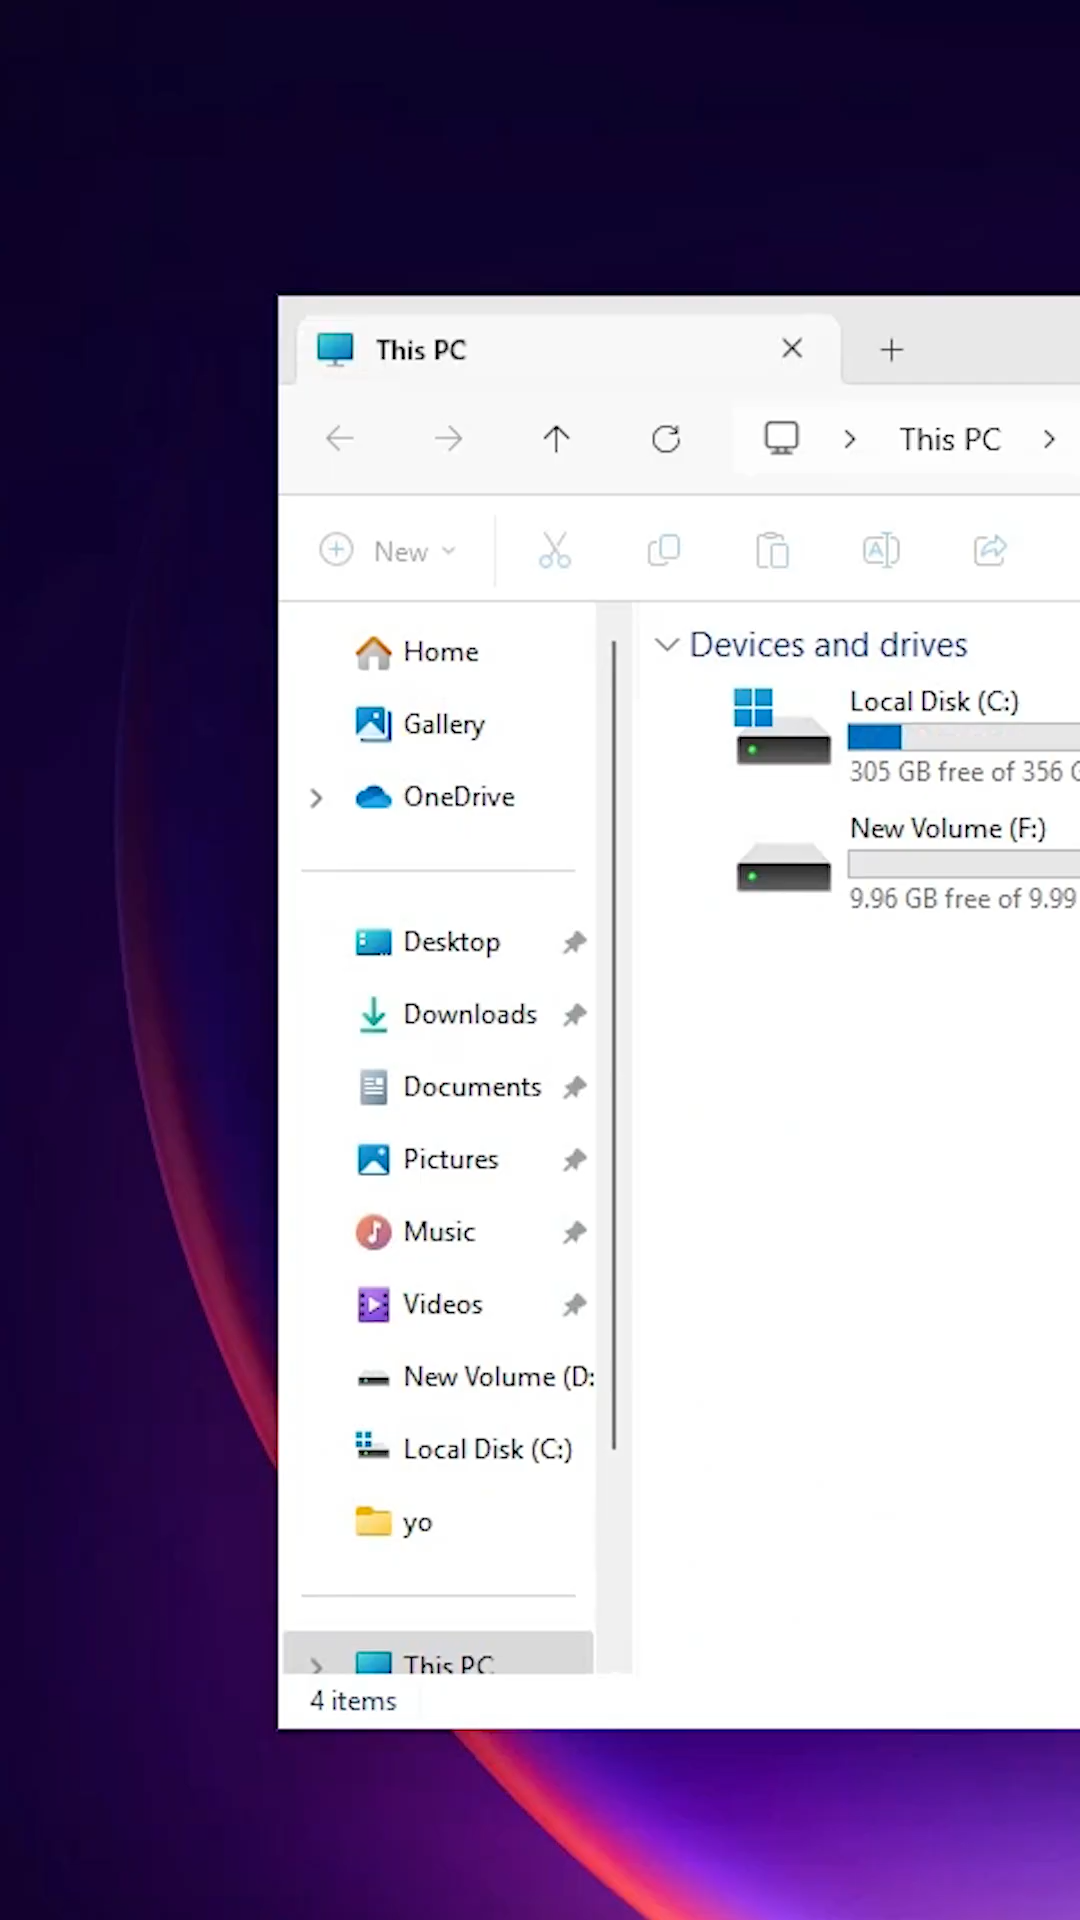 This PC
This PC
New
Home
Gallery
OneDrive
Desktop
Downloads
Documents
Pictures
Music
Videos
New Volume (D:
Local Disk (C:)
yo
This PC
4 items
Devices and drives
Local Disk (C:)
305 GB free of 356
New Volume (F:)
9.96 GB free of 9.99